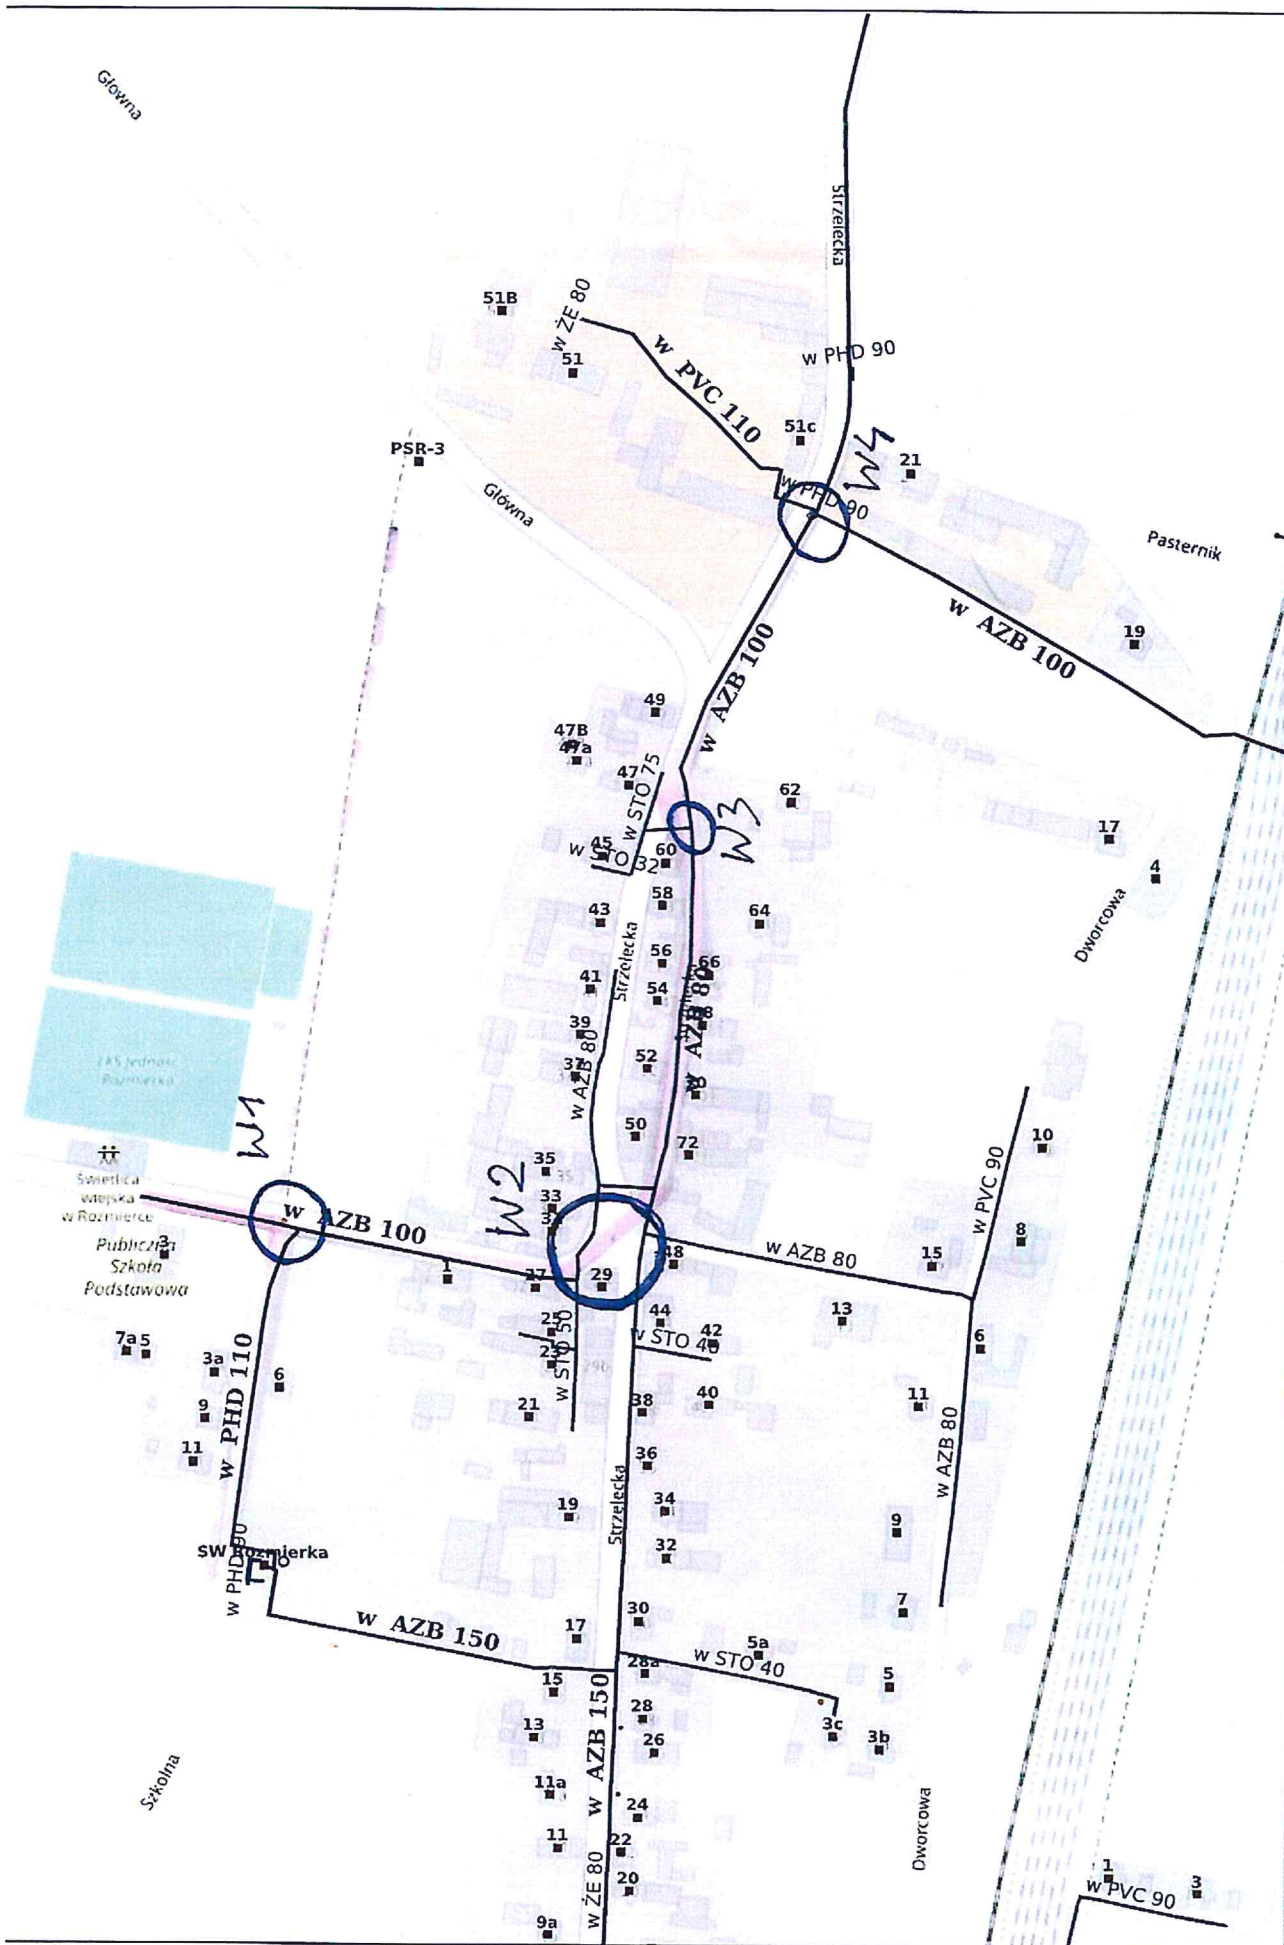 Główna
Strzelecka
51B
w ŻE 80
51
w PVC 110
w PHD 90
51c
W4
21
PSR-3
w PHD 90
Główna
Pasternik
w AZB 100
19
w AZB 100
49
47B
47a
47
w STO 75
62
W3
17
45
w STO 32
60
4
58
43
64
Strzelecka
Dworcowa
56
66
41
54
w AZB 80
39
52
37
w AZB 80
LKS Jedność
Rozmierka
W1
50
72
10
Świetlica
wiejska
w Rozmierce
35
W2
33
w PVC 90
w AZB 100
8
Publiczna
Szkoła
Podstawowa
3
w AZB 80
48
15
1
27
29
44
13
25
w STO 50
w STO 40
42
6
7a
5
23
29b
3a
6
w PHD 110
9
21
38
40
11
w AZB 80
11
36
Strzelecka
19
34
9
SW Rozmierka
w PHD 90
32
7
w AZB 150
30
17
5a
w STO 40
28a
15
5
w AZB 150
28
13
26
3c
3b
Szkolna
11a
24
Dworcowa
11
22
w ŻE 80
20
1
w PVC 90
3
9a